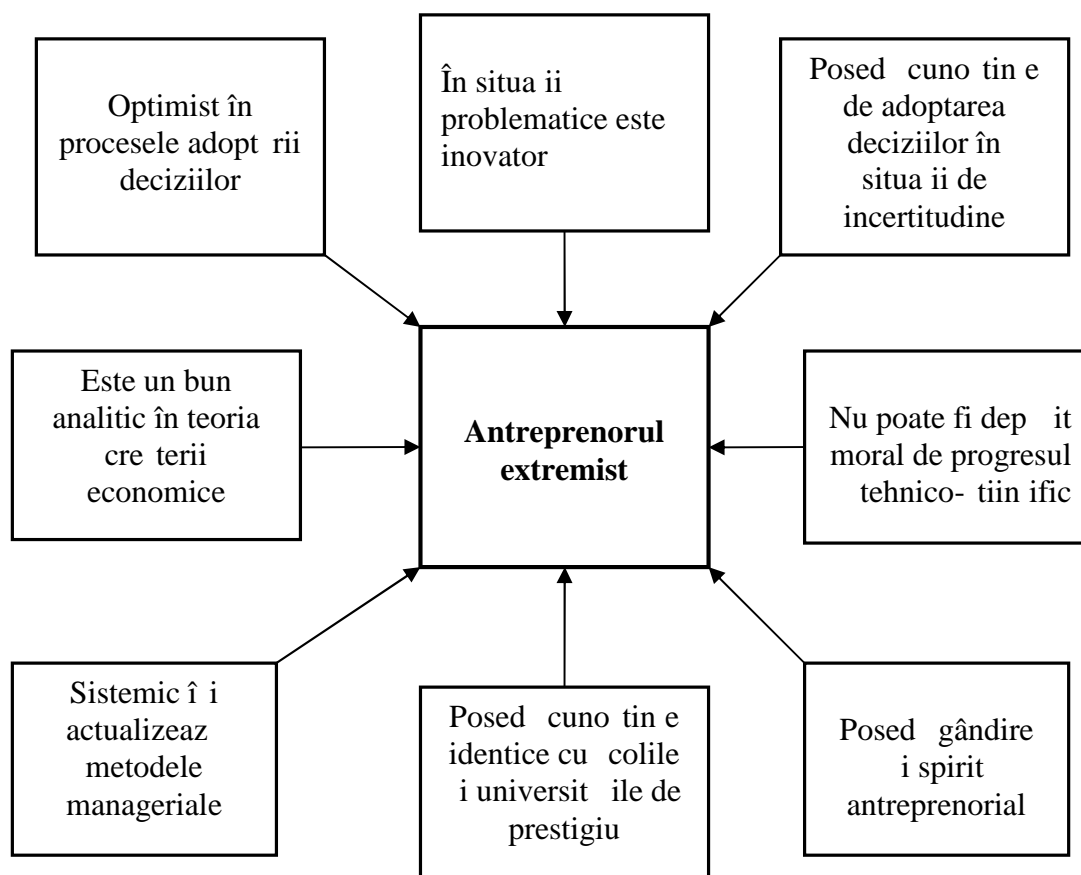 Optimist în
procesele adopt rii
deciziilor
În situa ii
problematice este
inovator
Posed cuno tin e
de adoptarea
deciziilor în
situa ii de
incertitudine
Este un bun
analitic în teoria
cre terii
economice
Antreprenorul
extremist
Nu poate fi dep it
moral de progresul
tehnico- tiin ific
Sistemic î i
actualizeaz
metodele
manageriale
Posed cuno tin e
identice cu colile
i universit ile de
prestigiu
Posed gândire
i spirit
antreprenorial